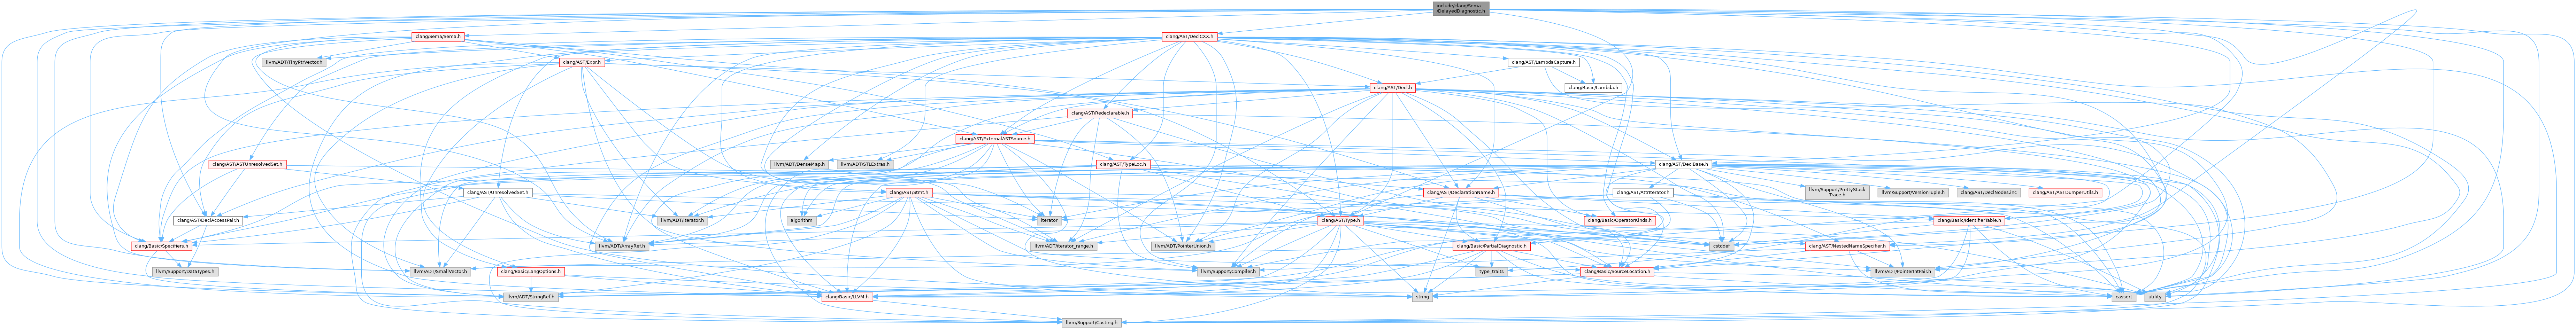 include/clang/Sema
/DelayedDiagnostic.h
clang/Sema/Sema.h
clang/AST/DeclCXX.h
llvm/ADT/TinyPtrVector.h
clang/AST/Expr.h
clang/AST/LambdaCapture.h
clang/AST/Decl.h
clang/Basic/Lambda.h
clang/AST/Redeclarable.h
clang/AST/ExternalASTSource.h
clang/AST/ASTUnresolvedSet.h
llvm/ADT/DenseMap.h
llvm/ADT/STLExtras.h
clang/AST/TypeLoc.h
clang/AST/DeclBase.h
clang/AST/UnresolvedSet.h
clang/AST/Stmt.h
clang/AST/DeclarationName.h
clang/AST/AttrIterator.h
llvm/Support/PrettyStack
Trace.h
llvm/Support/VersionTuple.h
clang/AST/DeclNodes.inc
clang/AST/ASTDumperUtils.h
clang/AST/DeclAccessPair.h
llvm/ADT/iterator.h
algorithm
iterator
clang/AST/Type.h
clang/Basic/OperatorKinds.h
clang/Basic/IdentifierTable.h
clang/Basic/Specifiers.h
llvm/ADT/ArrayRef.h
llvm/ADT/iterator_range.h
llvm/ADT/PointerUnion.h
clang/Basic/PartialDiagnostic.h
cstddef
clang/AST/NestedNameSpecifier.h
llvm/Support/DataTypes.h
llvm/ADT/SmallVector.h
clang/Basic/LangOptions.h
llvm/Support/Compiler.h
type_traits
clang/Basic/SourceLocation.h
llvm/ADT/PointerIntPair.h
llvm/ADT/StringRef.h
clang/Basic/LLVM.h
string
cassert
utility
llvm/Support/Casting.h